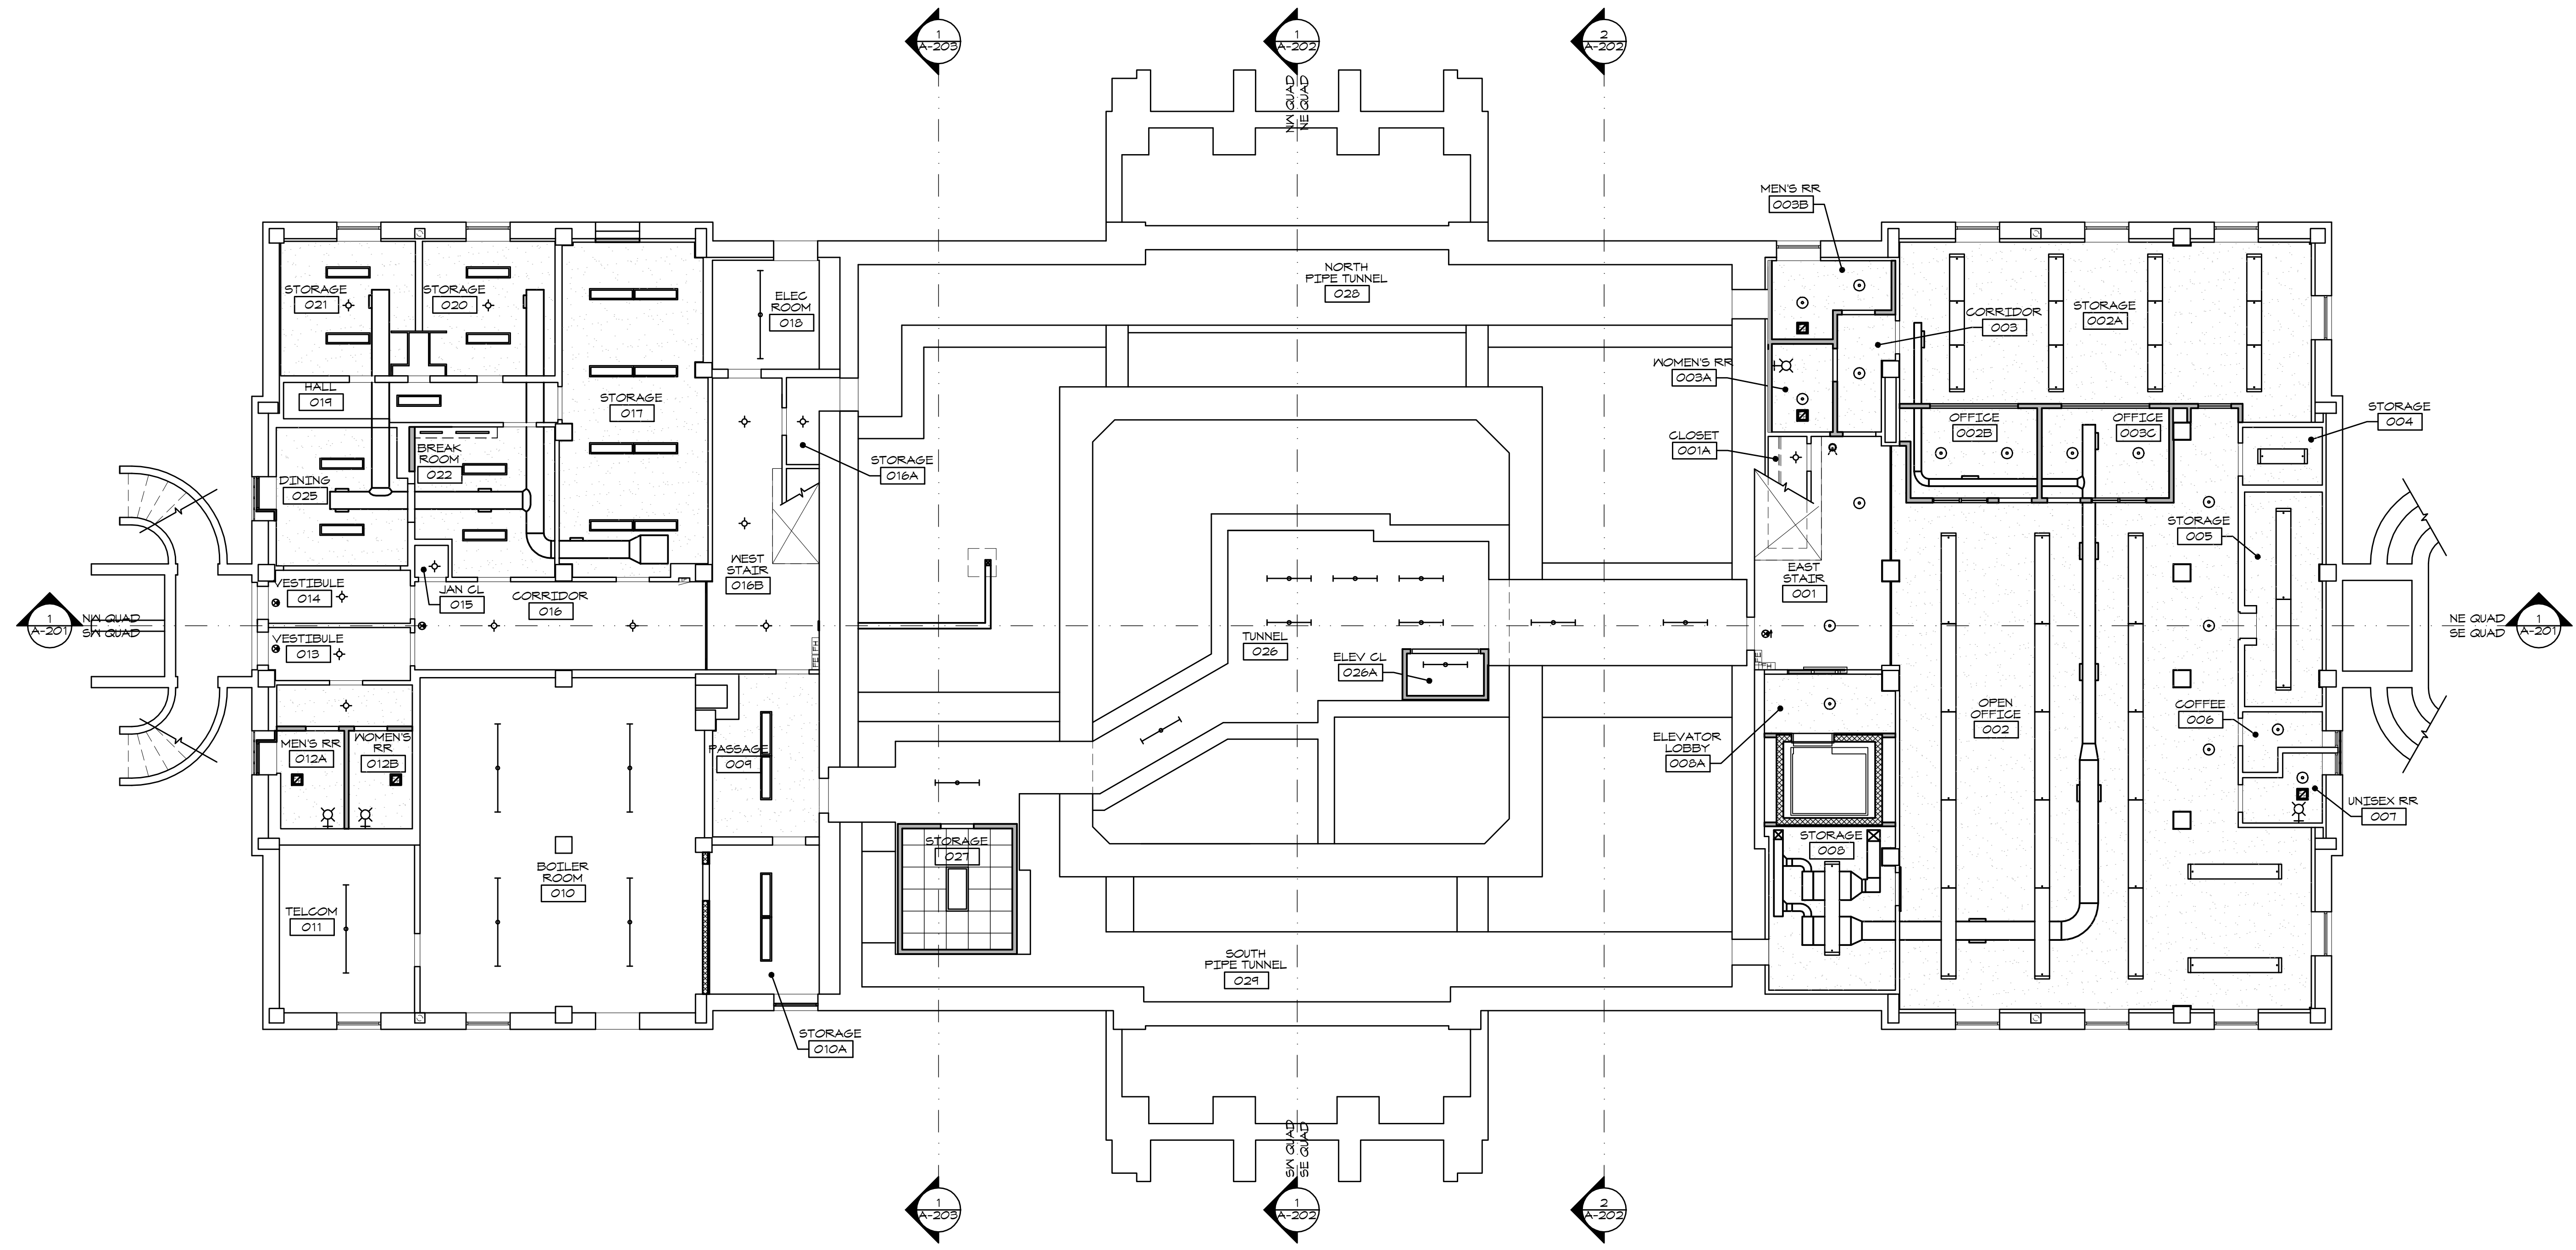 1
A-203
1
A-202
2
A-202
NW QUAD
NE QUAD
MEN'S RR
003B
NORTH
PIPE TUNNEL
028
STORAGE
021
STORAGE
020
ELEC
ROOM
018
CORRIDOR
003
STORAGE
002A
WOMEN'S RR
003A
HALL
019
STORAGE
017
STORAGE
004
OFFICE
002B
OFFICE
003C
CLOSET
001A
BREAK
ROOM
022
STORAGE
016A
DINING
025
STORAGE
005
WEST
STAIR
016B
EAST
STAIR
001
VESTIBULE
014
JAN CL
015
CORRIDOR
016
1
A-201
NW QUAD
SW QUAD
NE QUAD
SE QUAD
1
A-201
VESTIBULE
013
FE
FH
TUNNEL
026
ELEV CL
026A
FE
FH
OPEN
OFFICE
002
COFFEE
006
MEN'S RR
012A
WOMEN'S
RR
012B
PASSAGE
009
ELEVATOR
LOBBY
008A
UNISEX RR
007
STORAGE
027
STORAGE
008
BOILER
ROOM
010
TELCOM
011
SOUTH
PIPE TUNNEL
029
STORAGE
010A
SW QUAD
SE QUAD
1
A-203
1
A-202
2
A-202